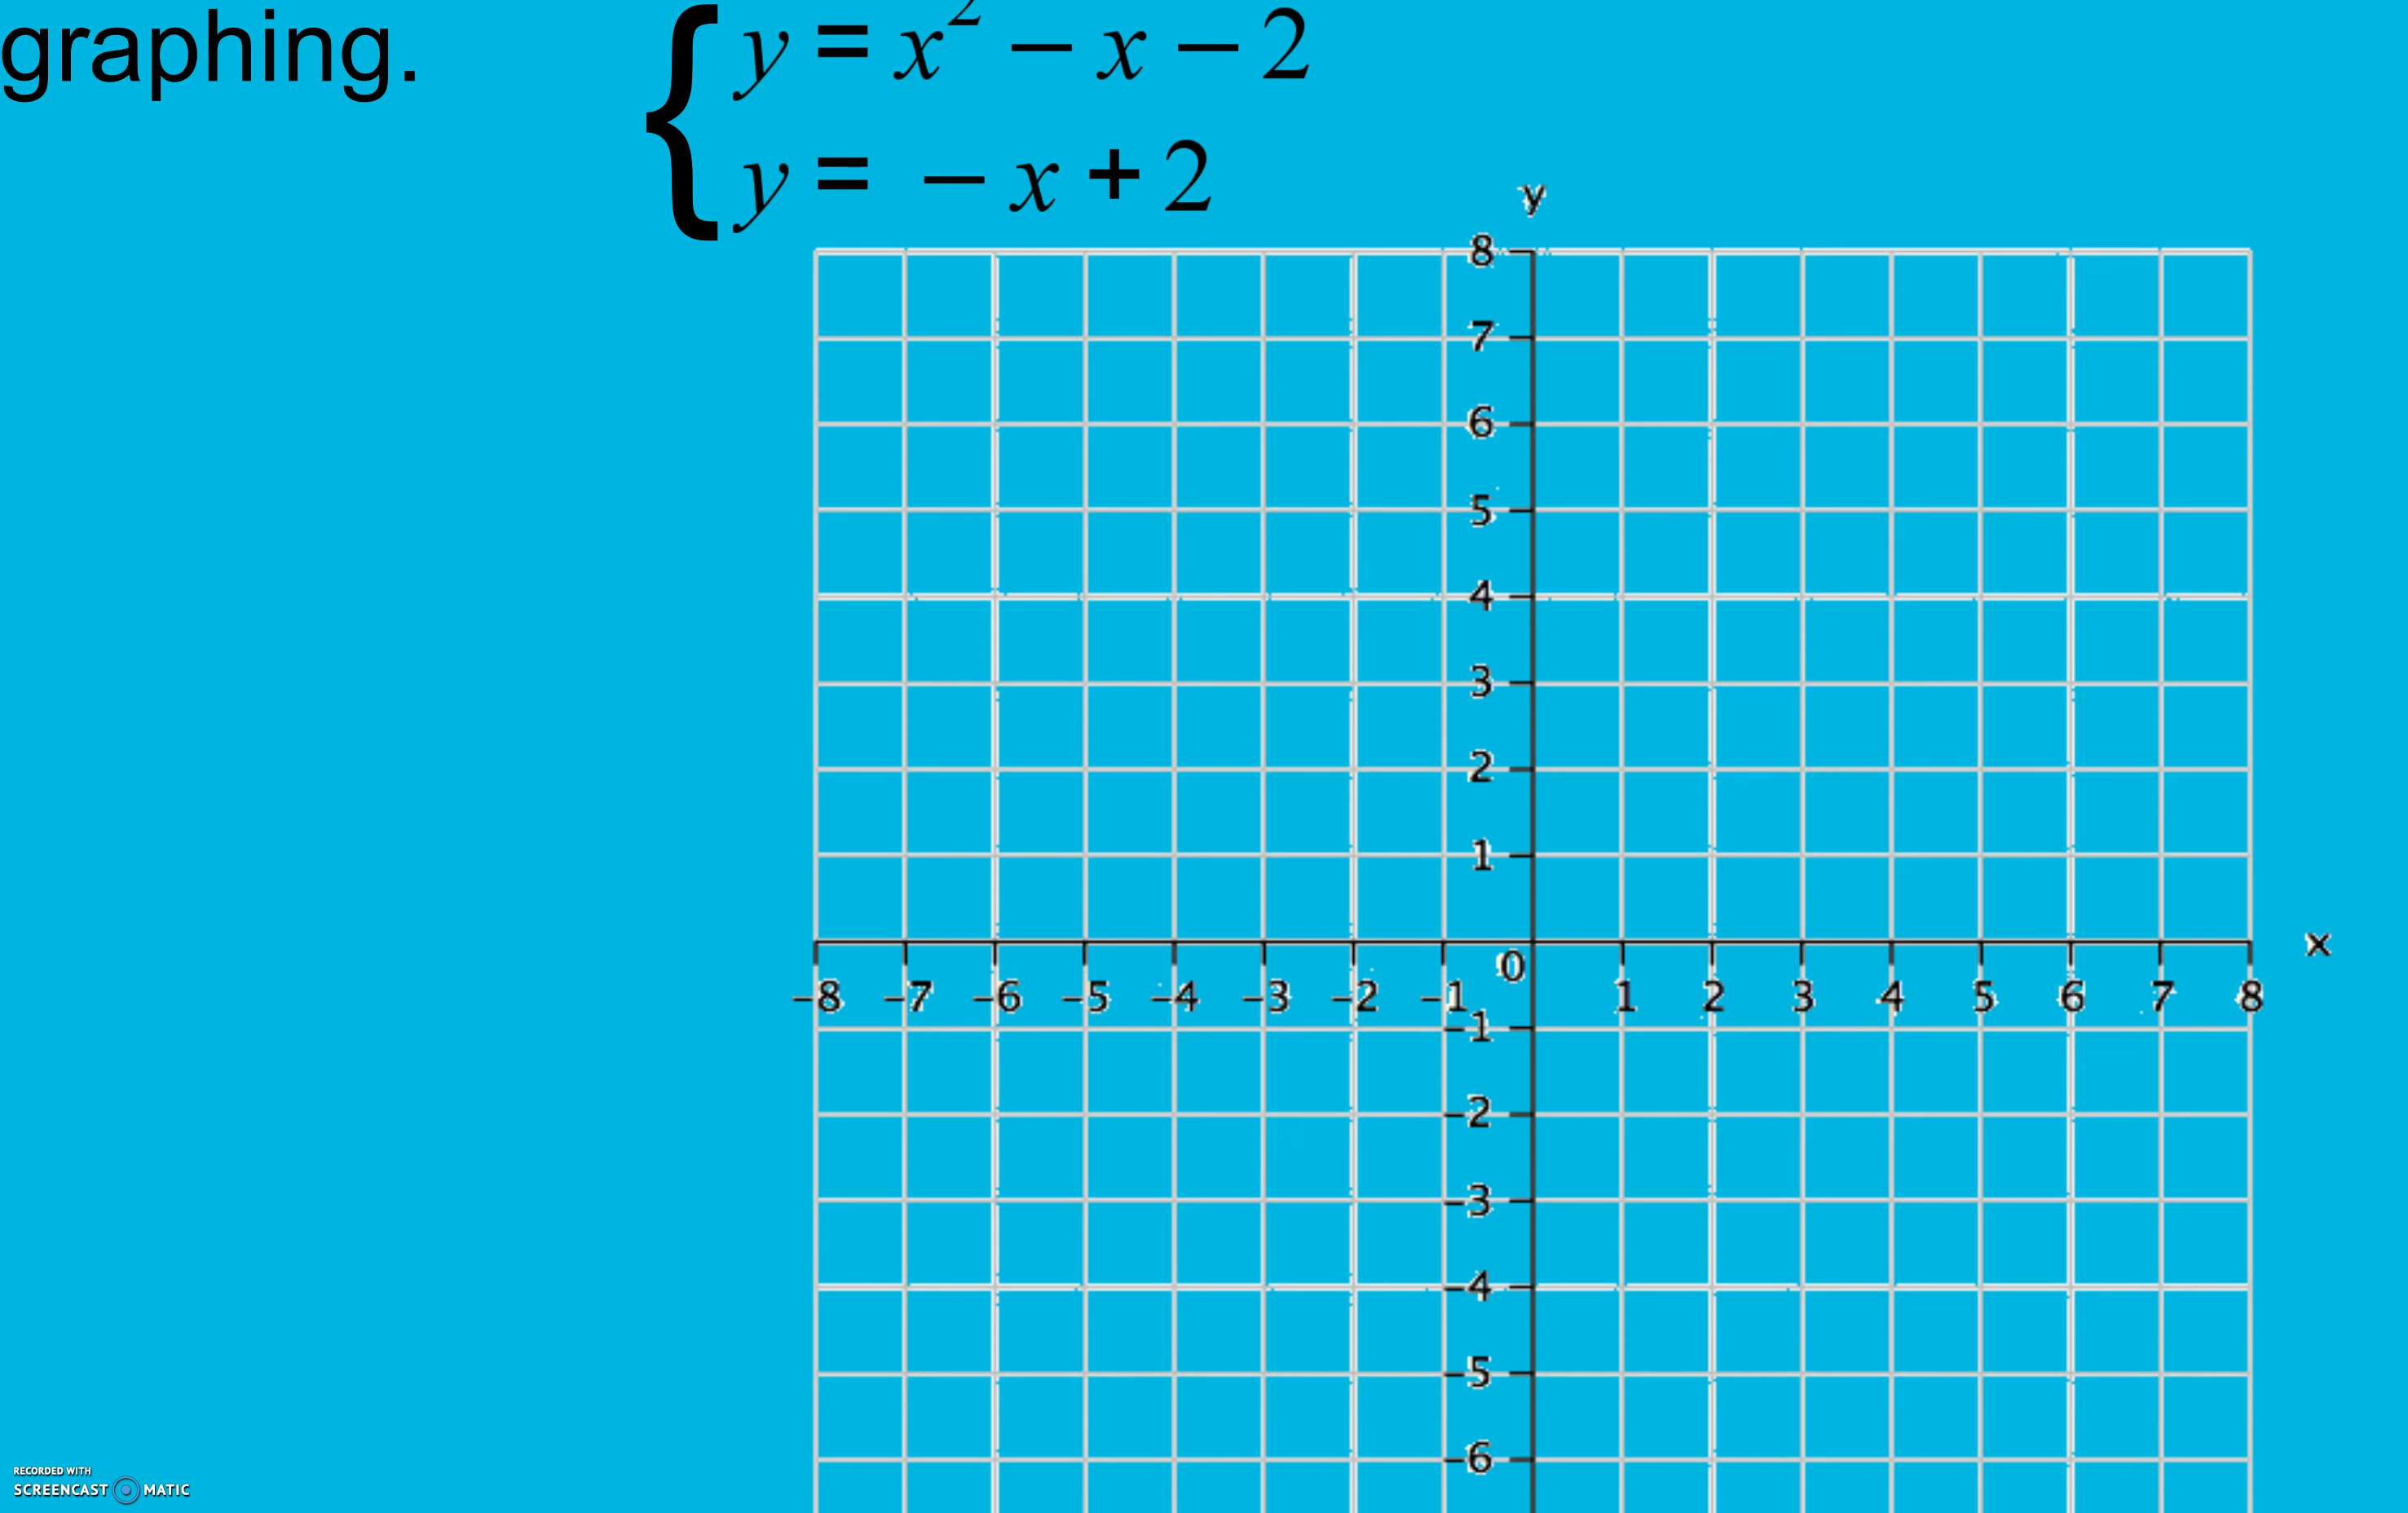 graphing.
y = x² − x − 2
y = − x + 2
y
8
7
6
5
4
3
2
1
x
0
−8 −7 −6 −5 −4 −3 −2 −1 1 2 3 4 5 6 7 8
−1
−2
−3
−4
−5
−6
RECORDED WITH
SCREENCAST MATIC